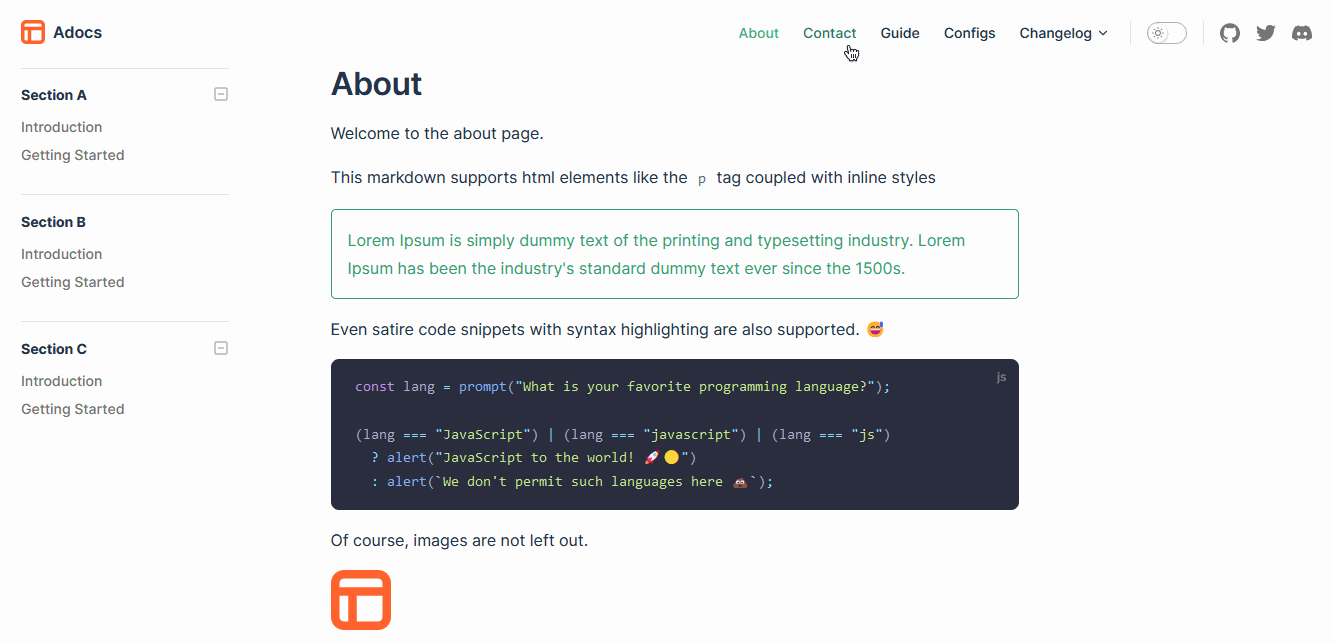 Adocs
About Contact Guide Configs Changelog
Section A
Introduction
Getting Started
Section B
Introduction
Getting Started
Section C
Introduction
Getting Started
About
Welcome to the about page.
This markdown supports html elements like the p tag coupled with inline styles
Lorem Ipsum is simply dummy text of the printing and typesetting industry. Lorem
Ipsum has been the industry's standard dummy text ever since the 1500s.
Even satire code snippets with syntax highlighting are also supported. 😅
js
const lang = prompt("What is your favorite programming language?");
(lang === "JavaScript") | (lang === "javascript") | (lang === "js")
? alert("JavaScript to the world! 🚀🟡")
: alert(`We don't permit such languages here 💩`);
Of course, images are not left out.